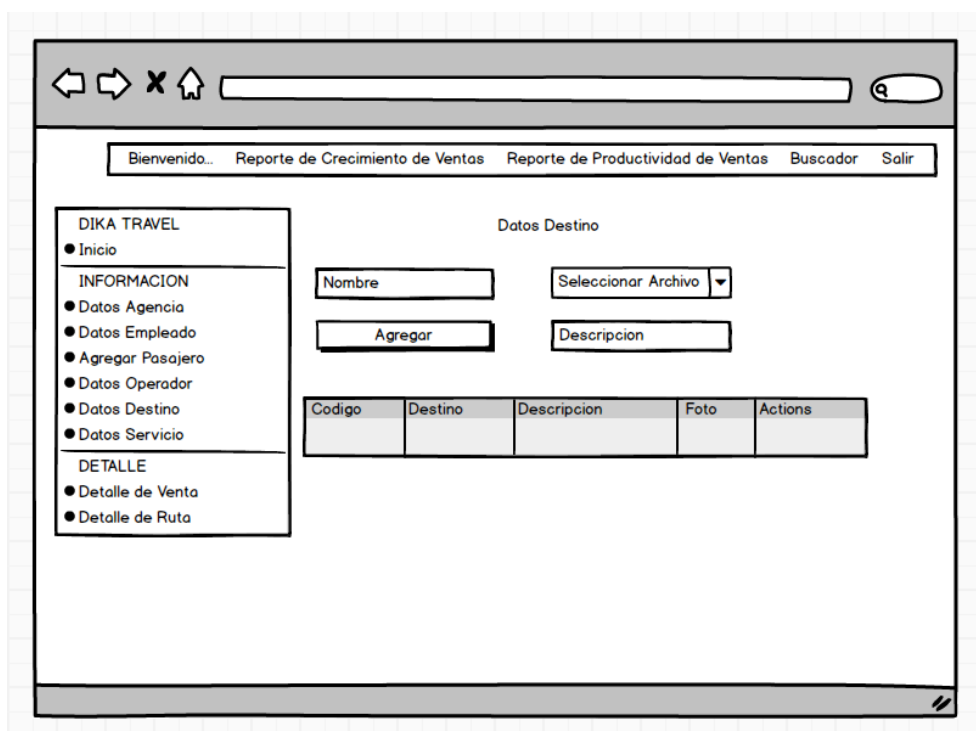 Bienvenido... Reporte de Crecimiento de Ventas Reporte de Productividad de Ventas Buscador Salir
DIKA TRAVEL
Inicio
INFORMACION
Datos Agencia
Datos Empleado
Agregar Pasajero
Datos Operador
Datos Destino
Datos Servicio
DETALLE
Detalle de Venta
Detalle de Ruta
Datos Destino
Nombre Seleccionar Archivo
Agregar Descripcion
Codigo Destino Descripcion Foto Actions